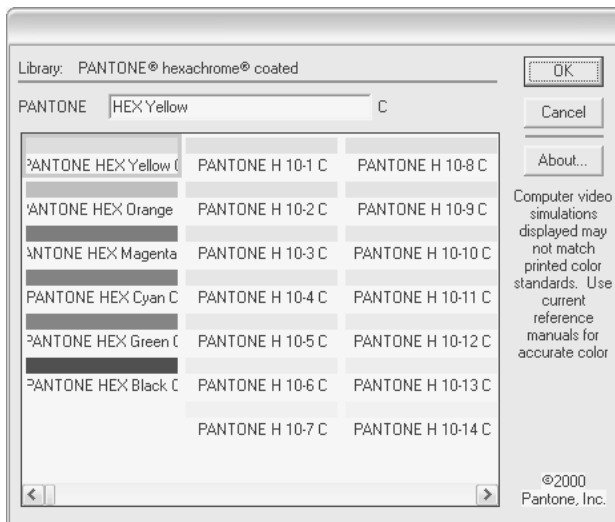 Library: PANTONE® hexachrome® coated
PANTONE HEX Yellow C
OK
Cancel
About...
PANTONE HEX Yellow C
PANTONE HEX Orange
PANTONE HEX Magenta
PANTONE HEX Cyan C
PANTONE HEX Green C
PANTONE HEX Black C
PANTONE H 10-1 C
PANTONE H 10-2 C
PANTONE H 10-3 C
PANTONE H 10-4 C
PANTONE H 10-5 C
PANTONE H 10-6 C
PANTONE H 10-7 C
PANTONE H 10-8 C
PANTONE H 10-9 C
PANTONE H 10-10 C
PANTONE H 10-11 C
PANTONE H 10-12 C
PANTONE H 10-13 C
PANTONE H 10-14 C
Computer video
simulations
displayed may
not match
printed color
standards. Use
current
reference
manuals for
accurate color
©2000
Pantone, Inc.